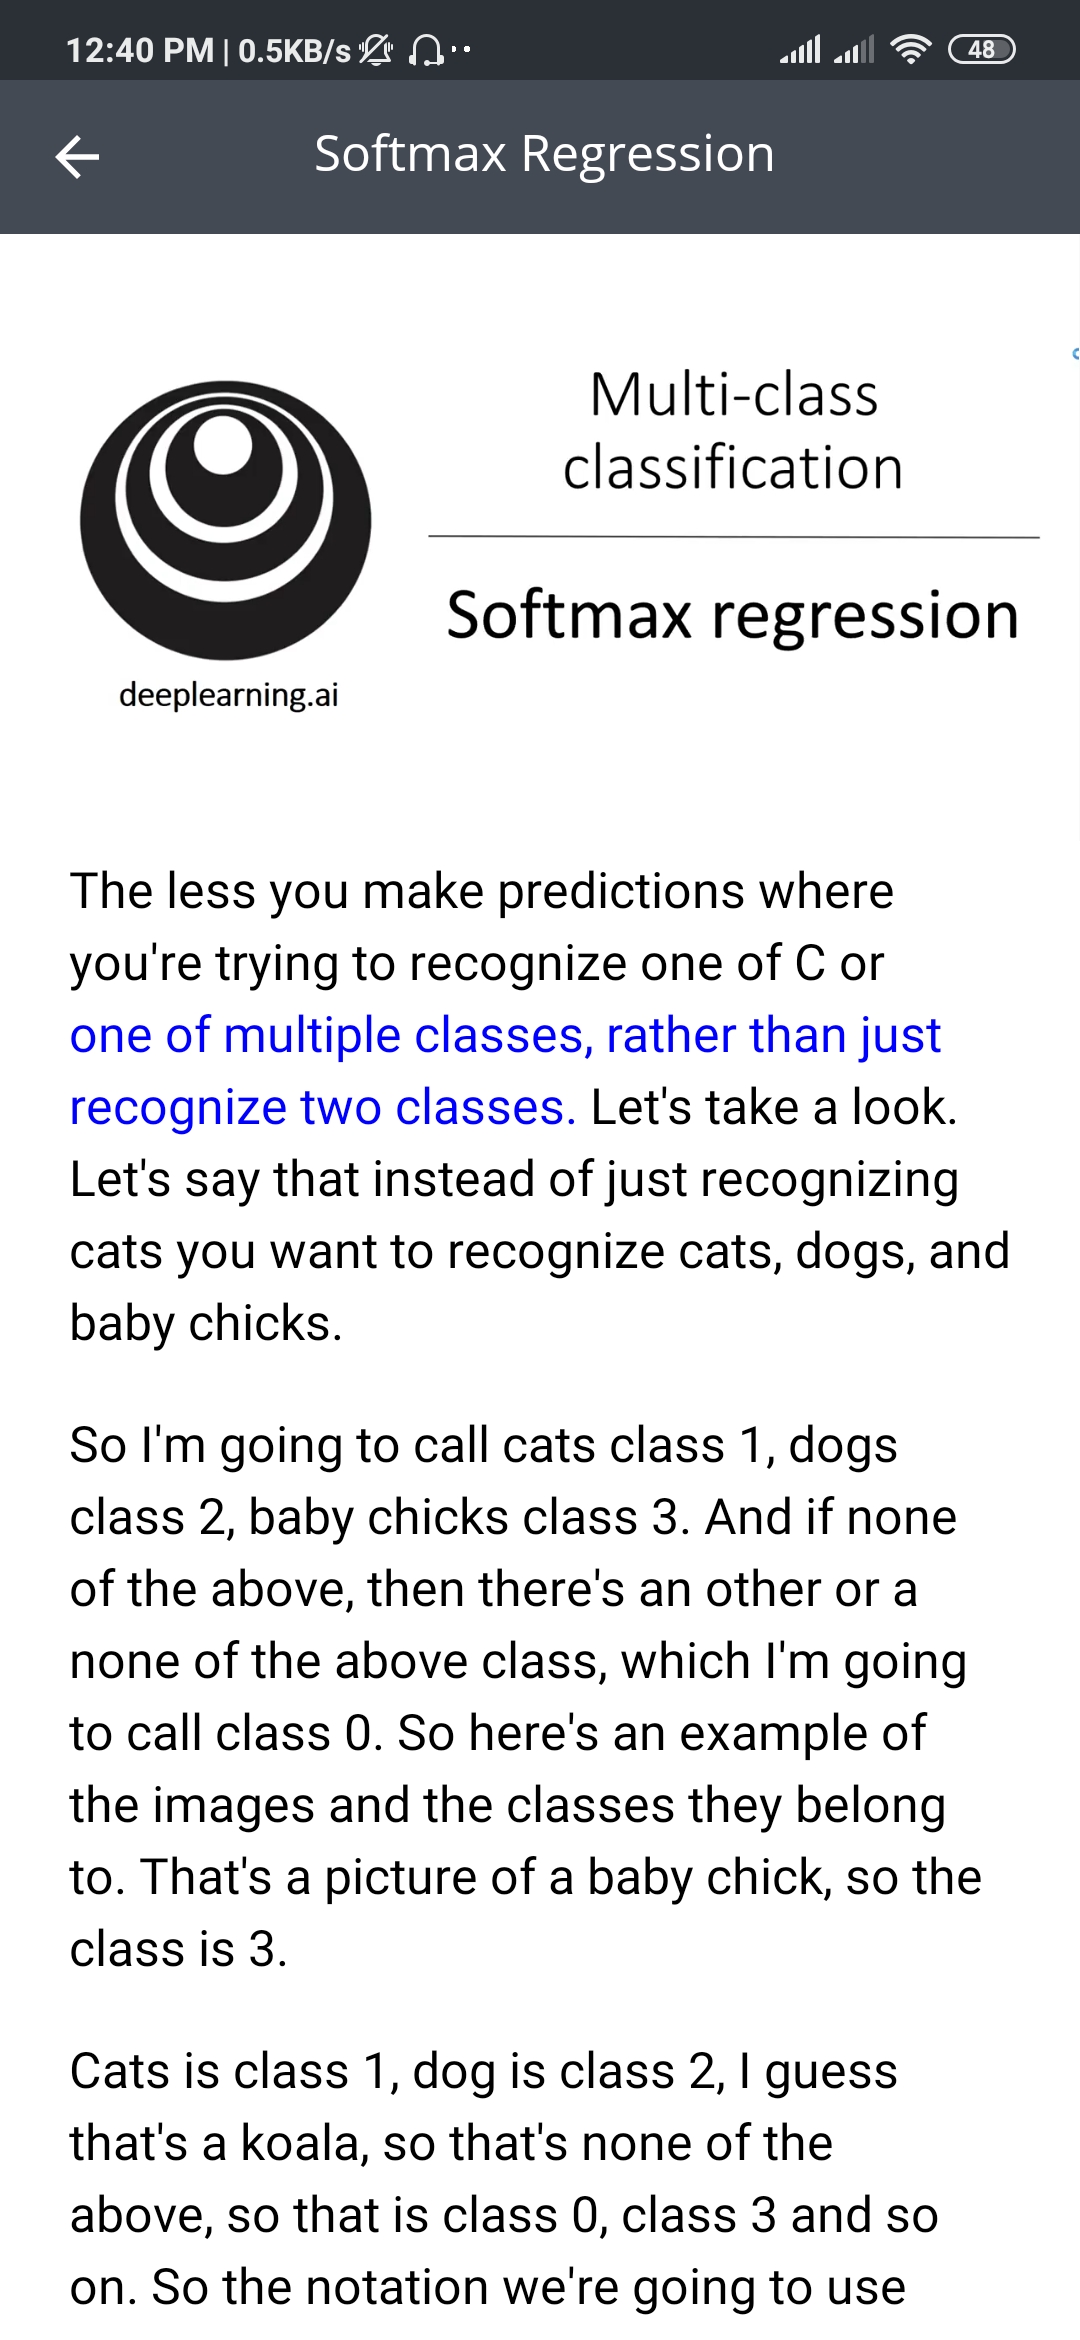 12:40 PM | 0.5KB/s
48
Softmax Regression
Multi-class
classification
Softmax regression
deeplearning.ai
The less you make predictions where
you're trying to recognize one of C or
one of multiple classes, rather than just
recognize two classes. Let's take a look.
Let's say that instead of just recognizing
cats you want to recognize cats, dogs, and
baby chicks.
So I'm going to call cats class 1, dogs
class 2, baby chicks class 3. And if none
of the above, then there's an other or a
none of the above class, which I'm going
to call class 0. So here's an example of
the images and the classes they belong
to. That's a picture of a baby chick, so the
class is 3.
Cats is class 1, dog is class 2, I guess
that's a koala, so that's none of the
above, so that is class 0, class 3 and so
on. So the notation we're going to use